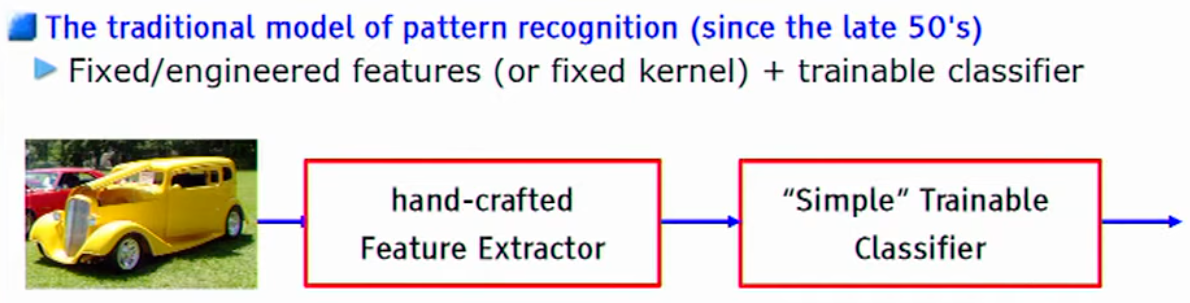 The traditional model of pattern recognition (since the late 50's)
Fixed/engineered features (or fixed kernel) + trainable classifier
hand-crafted
Feature Extractor
“Simple” Trainable
Classifier